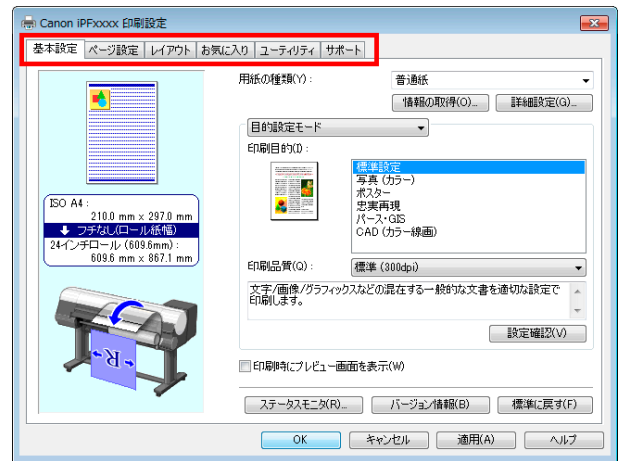 Canon iPFxxxx 印刷設定
基本設定 ページ設定 レイアウト お気に入り ユーティリティ サポート
用紙の種類(Y)： 普通紙
情報の取得(O)... 詳細設定(G)...
目的設定モード
印刷目的(I)：
標準設定
写真 (カラー)
ポスター
忠実再現
パース・GIS
CAD (カラー線画)
ISO A4：
210.0 mm × 297.0 mm
フチなし(ロール紙幅)
24インチロール (609.6mm)：
609.6 mm × 867.1 mm
印刷品質(Q)： 標準 (300dpi)
文字/画像/グラフィックスなどの混在する一般的な文書を適切な設定で
印刷します。
設定確認(V)
R
印刷時にプレビュー画面を表示(W)
ステータスモニタ(R)... バージョン情報(B) 標準に戻す(F)
OK キャンセル 適用(A) ヘルプ